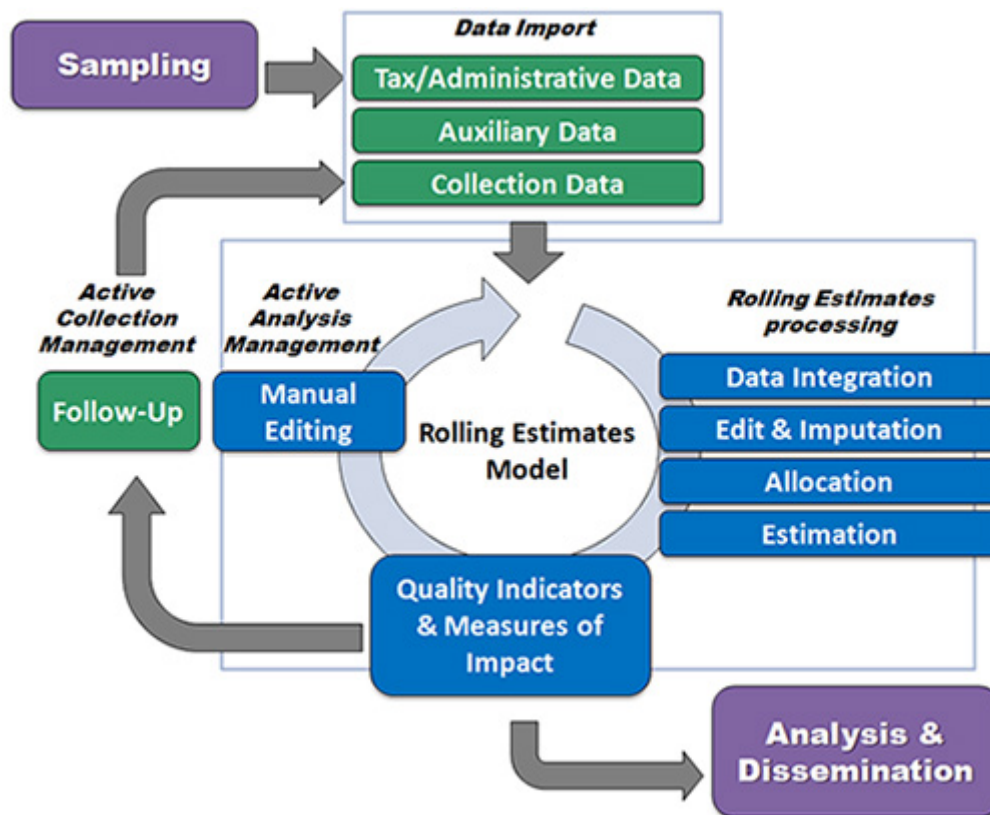 Sampling
Data Import
Tax/Administrative Data
Auxiliary Data
Collection Data
Active
Collection
Management
Follow-Up
Active
Analysis
Management
Manual
Editing
Rolling Estimates
Model
Rolling Estimates
processing
Data Integration
Edit & Imputation
Allocation
Estimation
Quality Indicators
& Measures of
Impact
Analysis &
Dissemination